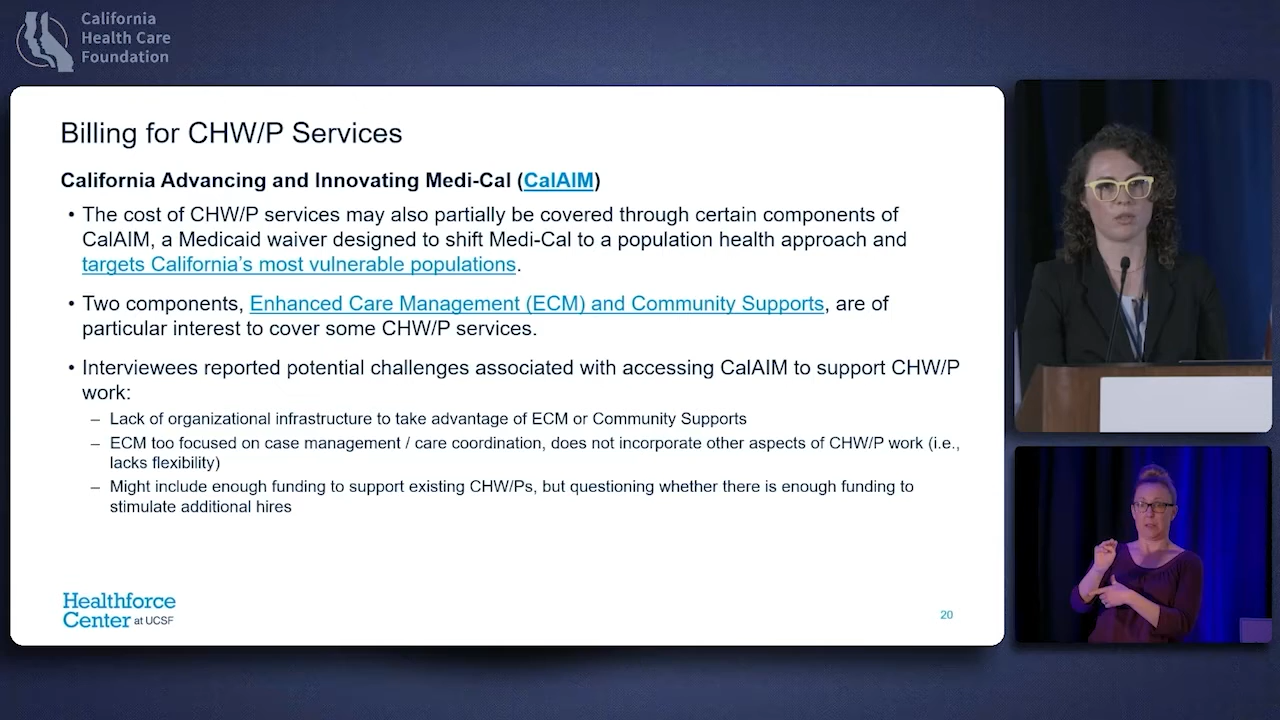 California
Health Care
Foundation
Billing for CHW/P Services
California Advancing and Innovating Medi-Cal (CalAIM)
• The cost of CHW/P services may also partially be covered through certain components of
CalAIM, a Medicaid waiver designed to shift Medi-Cal to a population health approach and
targets California's most vulnerable populations.
• Two components, Enhanced Care Management (ECM) and Community Supports, are of
particular interest to cover some CHW/P services.
• Interviewees reported potential challenges associated with accessing CalAIM to support CHW/P
work:
– Lack of organizational infrastructure to take advantage of ECM or Community Supports
– ECM too focused on case management / care coordination, does not incorporate other aspects of CHW/P work (i.e.,
lacks flexibility)
– Might include enough funding to support existing CHW/Ps, but questioning whether there is enough funding to
stimulate additional hires
Healthforce
Center at UCSF
20